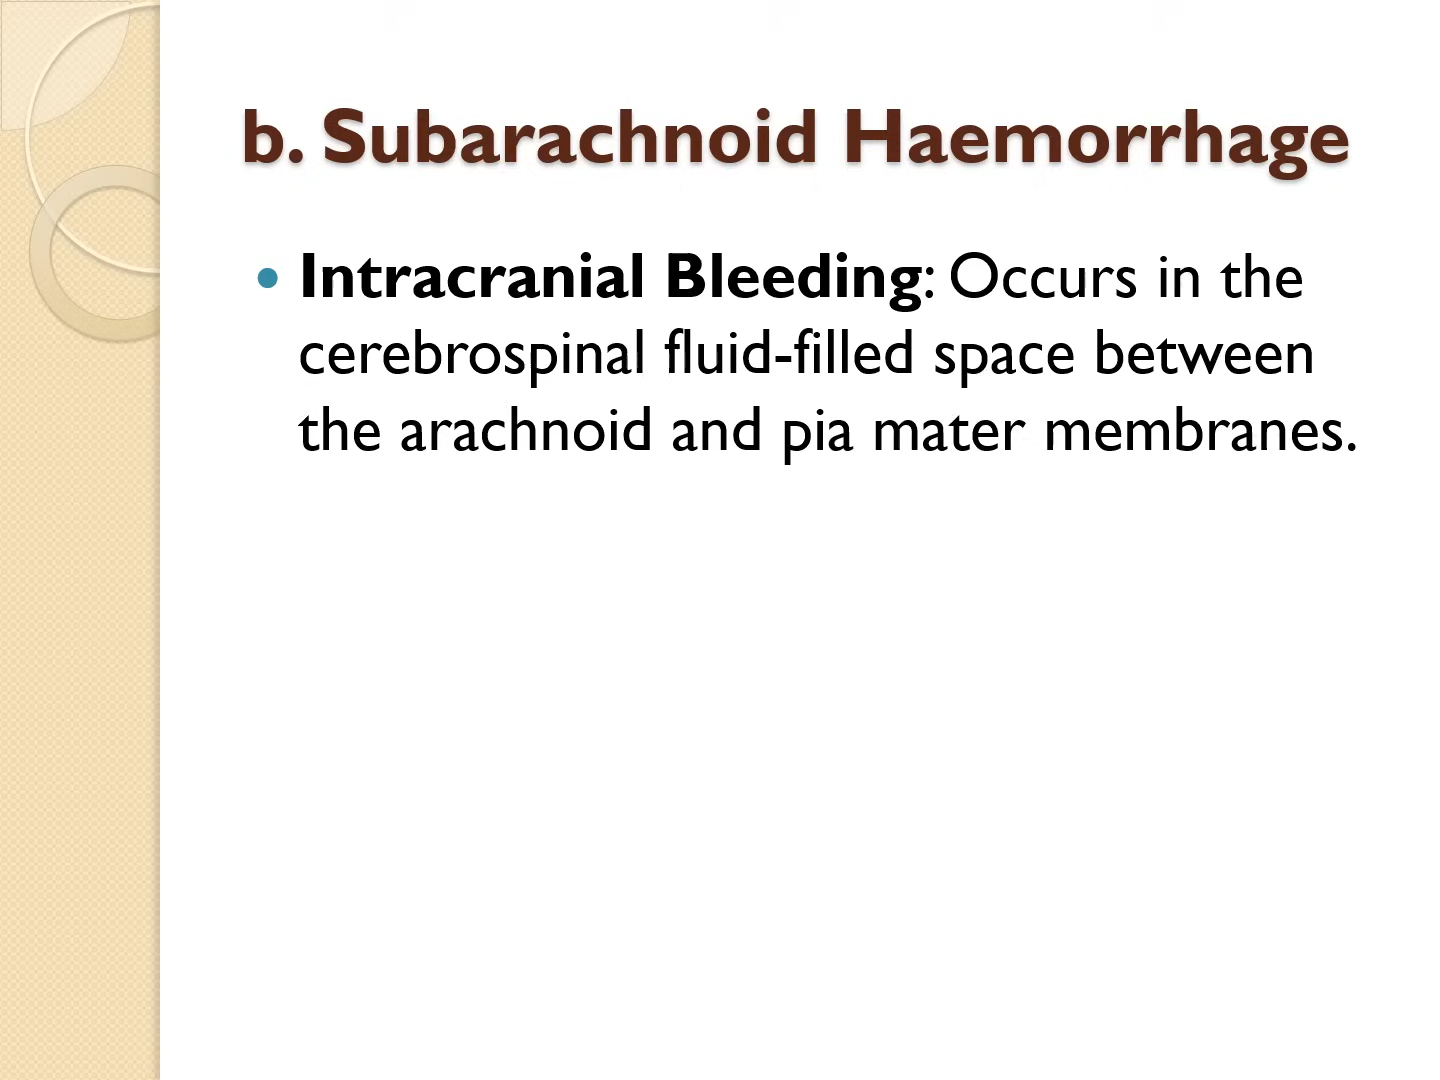 b. Subarachnoid Haemorrhage
• Intracranial Bleeding: Occurs in the
cerebrospinal fluid-filled space between
the arachnoid and pia mater membranes.